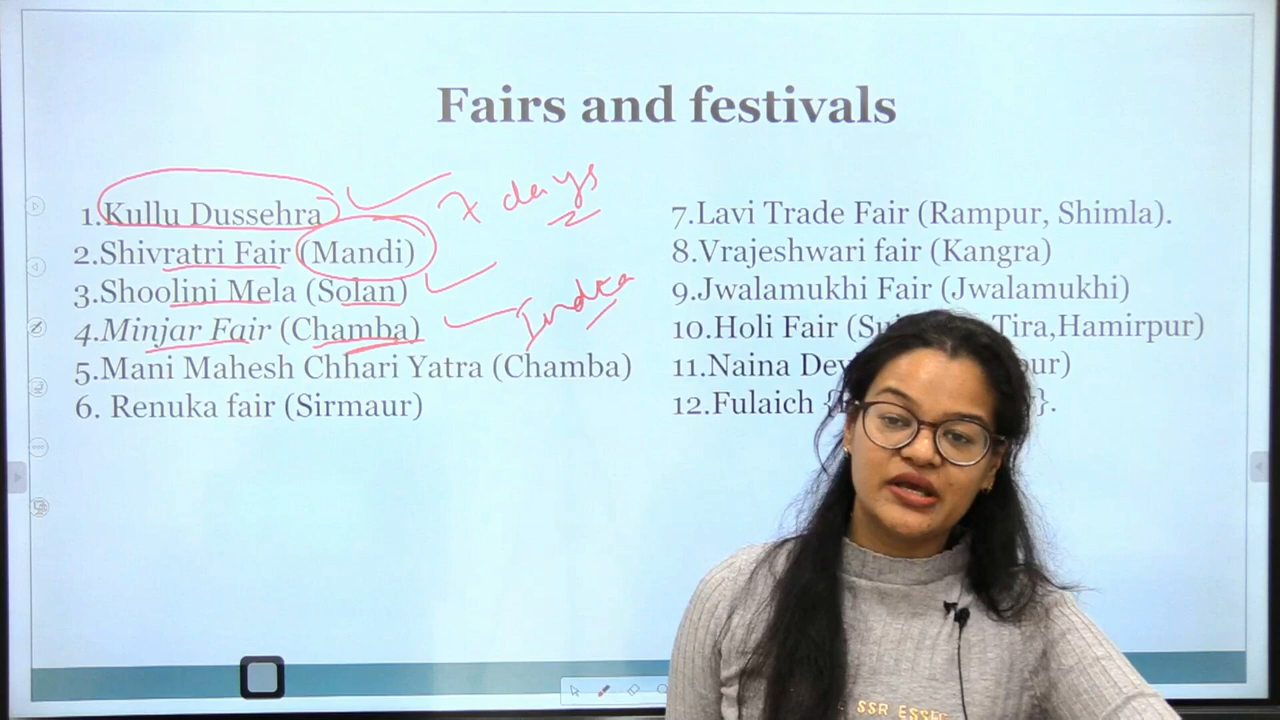 Fairs and festivals
1.Kullu Dussehra
7 days
2.Shivratri Fair (Mandi)
3.Shoolini Mela (Solan)
4.Minjar Fair (Chamba)
5.Mani Mahesh Chhari Yatra (Chamba)
6. Renuka fair (Sirmaur)
7.Lavi Trade Fair (Rampur, Shimla).
8.Vrajeshwari fair (Kangra)
9.Jwalamukhi Fair (Jwalamukhi)
10.Holi Fair Tira,Hamirpur)
11.Naina
12.Fulaich
SSR